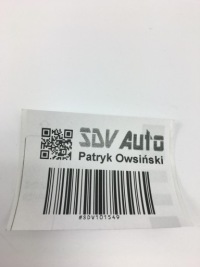 SDV Auto
Patryk Owsiński
#SDV101549